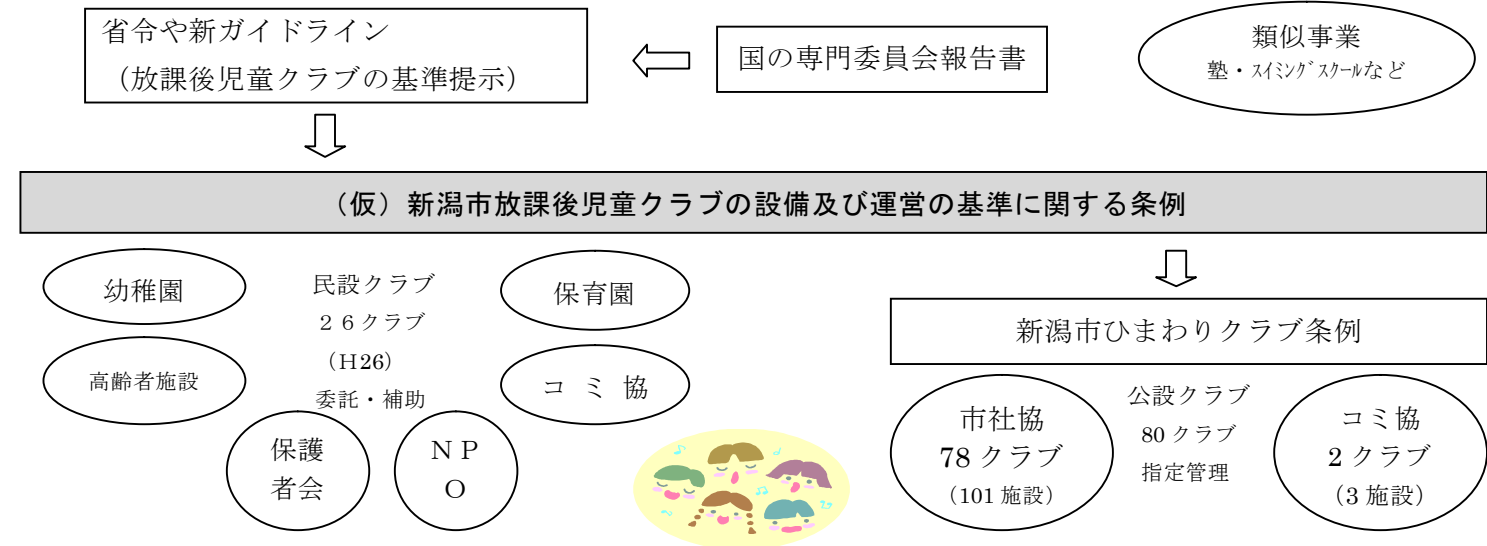 省令や新ガイドライン
（放課後児童クラブの基準提示）
国の専門委員会報告書
類似事業
塾・ｽｲﾐﾝｸﾞｽｸｰﾙなど
（仮）新潟市放課後児童クラブの設備及び運営の基準に関する条例
幼稚園
高齢者施設
民設クラブ
２６クラブ
（H26）
委託・補助
保育園
コ ミ 協
保護
者会
ＮＰ
Ｏ
新潟市ひまわりクラブ条例
市社協
78 クラブ
（101 施設）
公設クラブ
80 クラブ
指定管理
コミ協
2 クラブ
（3 施設）